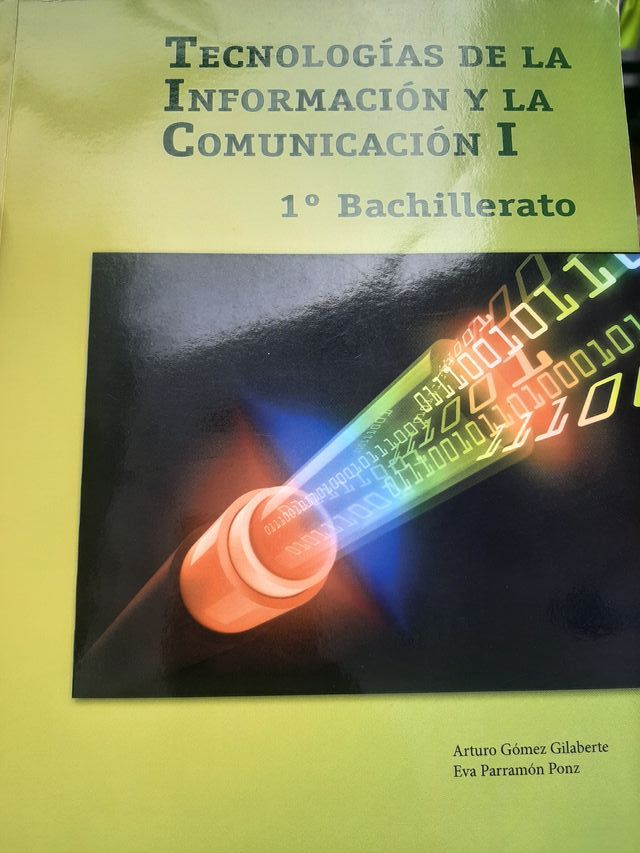 Tecnologías de la
Información y la
Comunicación I
1º Bachillerato
Arturo Gómez Gilaberte
Eva Parramón Ponz